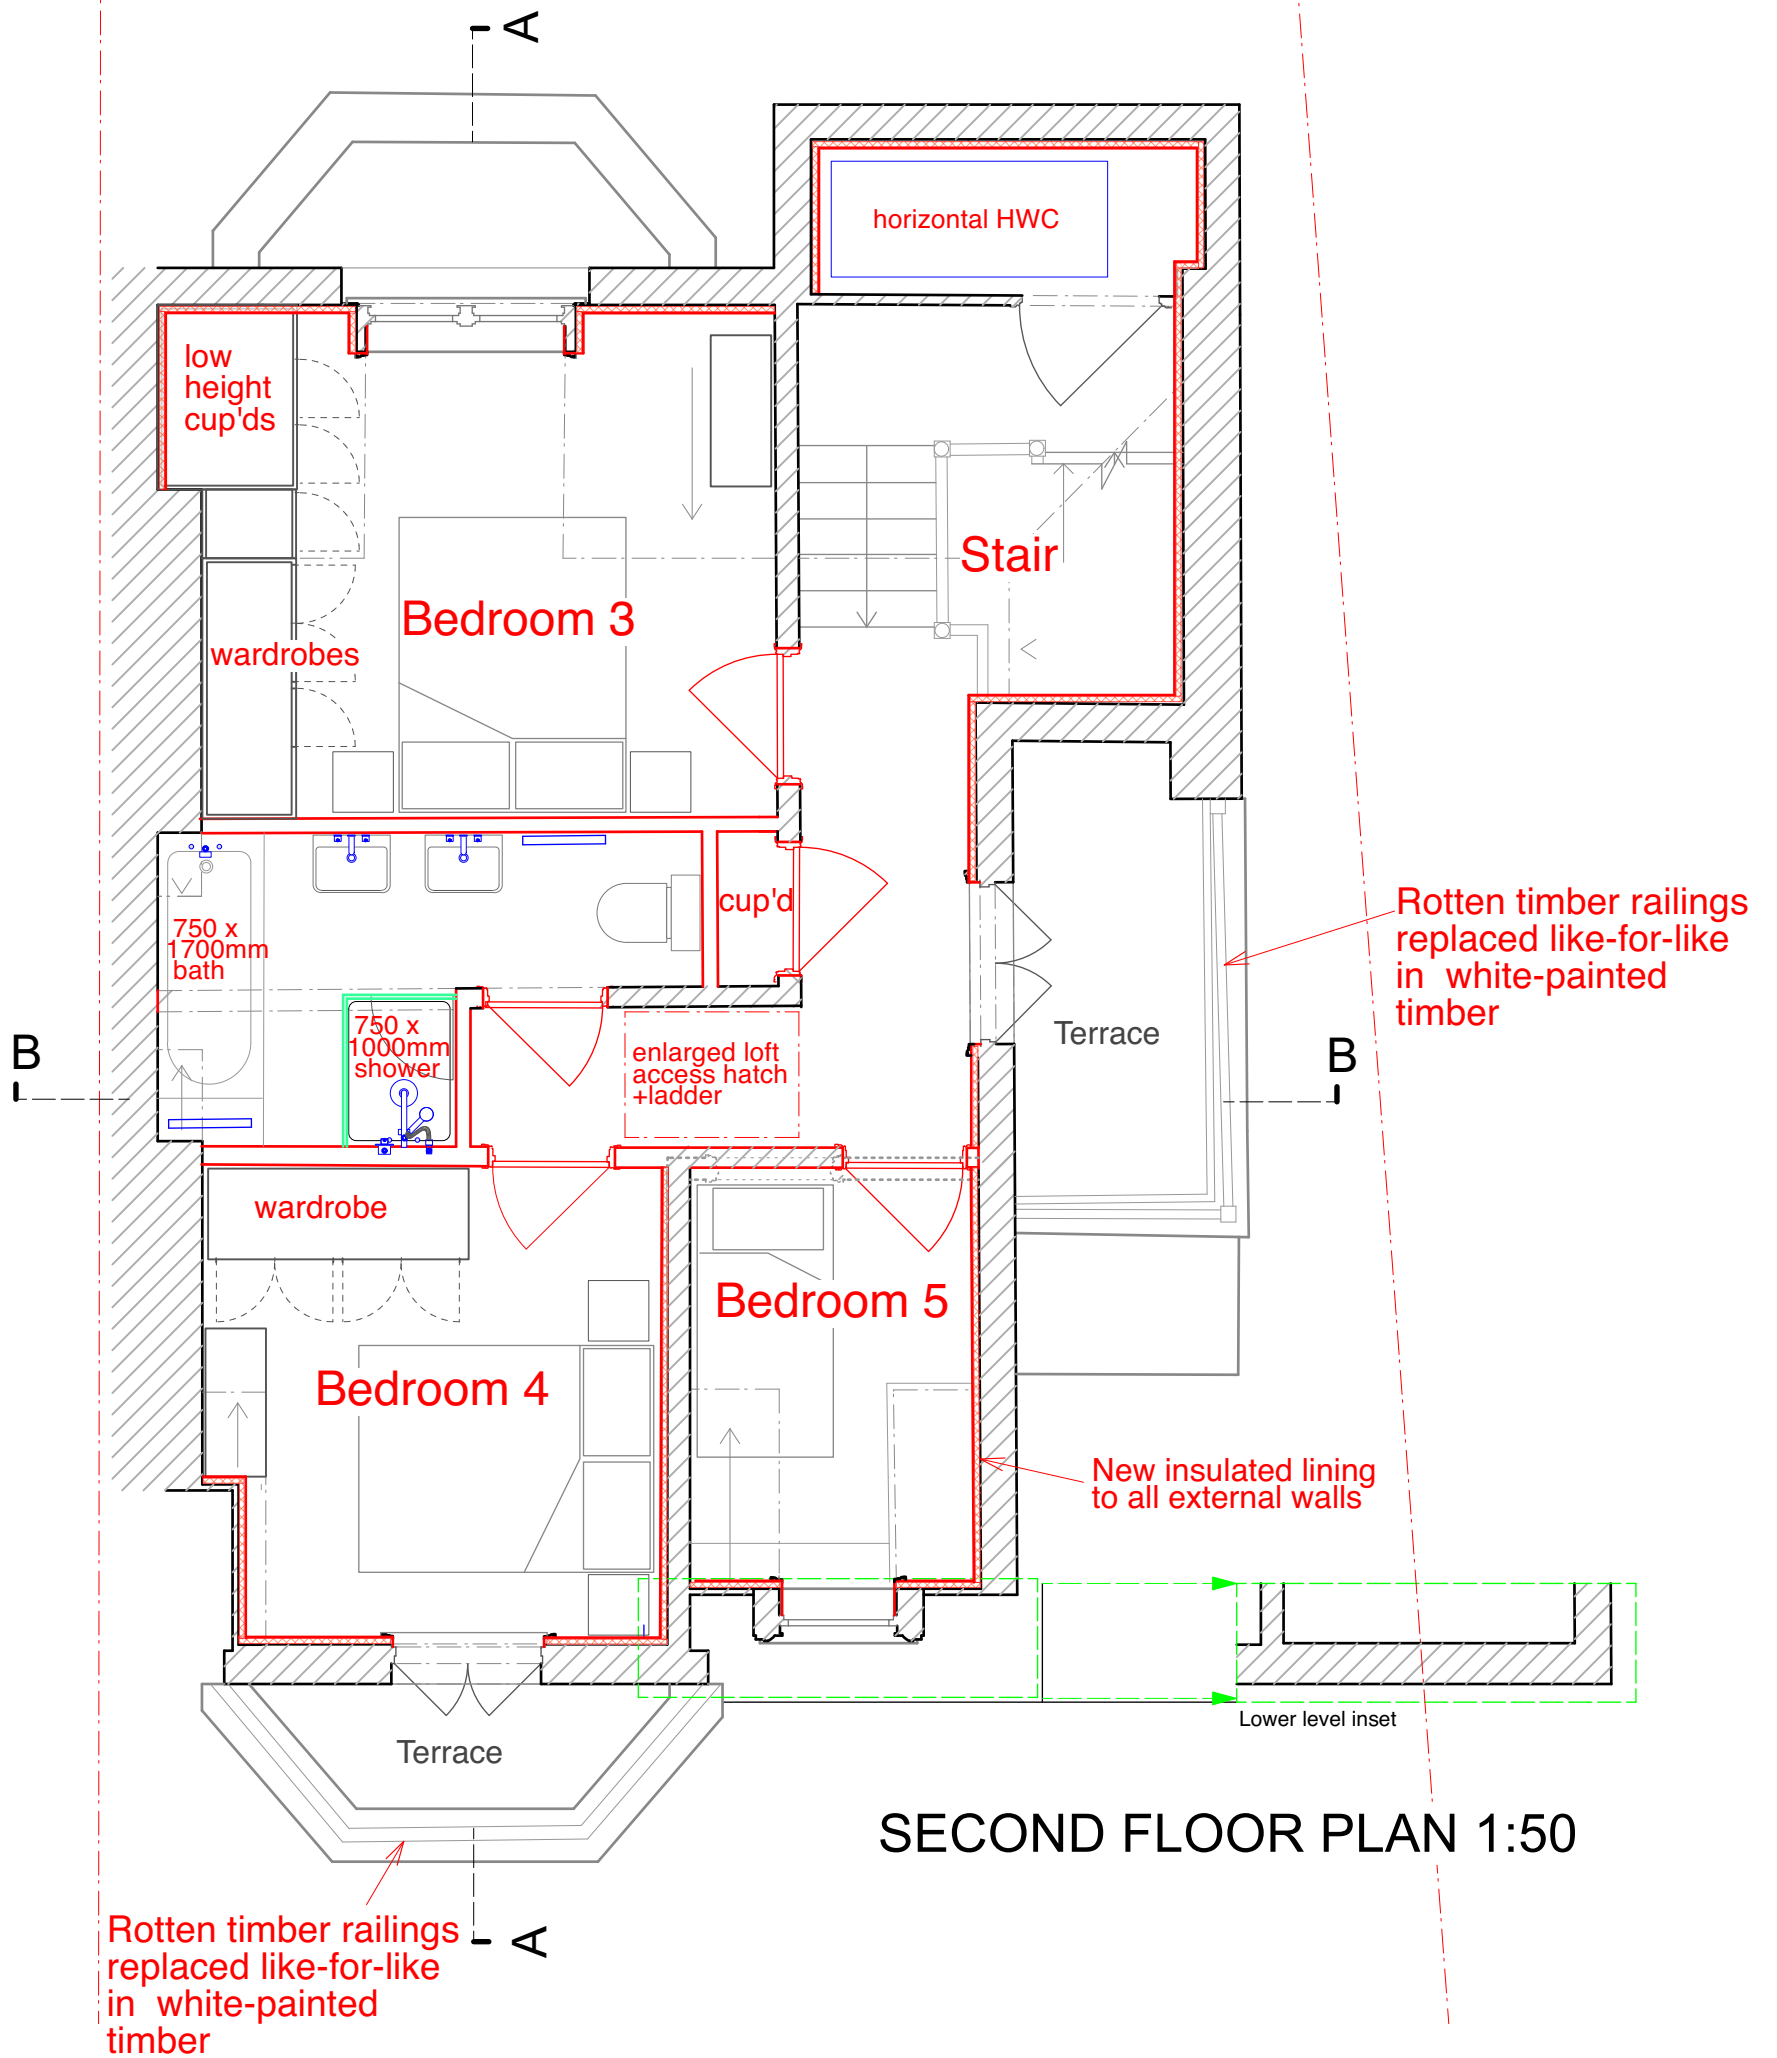 A
horizontal HWC
low
height
cup'ds
Stair
Bedroom 3
wardrobes
cup'd
750 x
1700mm
bath
Rotten timber railings
replaced like-for-like
in white-painted
timber
750 x
1000mm
shower
enlarged loft
access hatch
+ladder
Terrace
B
B
wardrobe
Bedroom 5
Bedroom 4
New insulated lining
to all external walls
Lower level inset
Terrace
SECOND FLOOR PLAN 1:50
A
Rotten timber railings
replaced like-for-like
in white-painted
timber